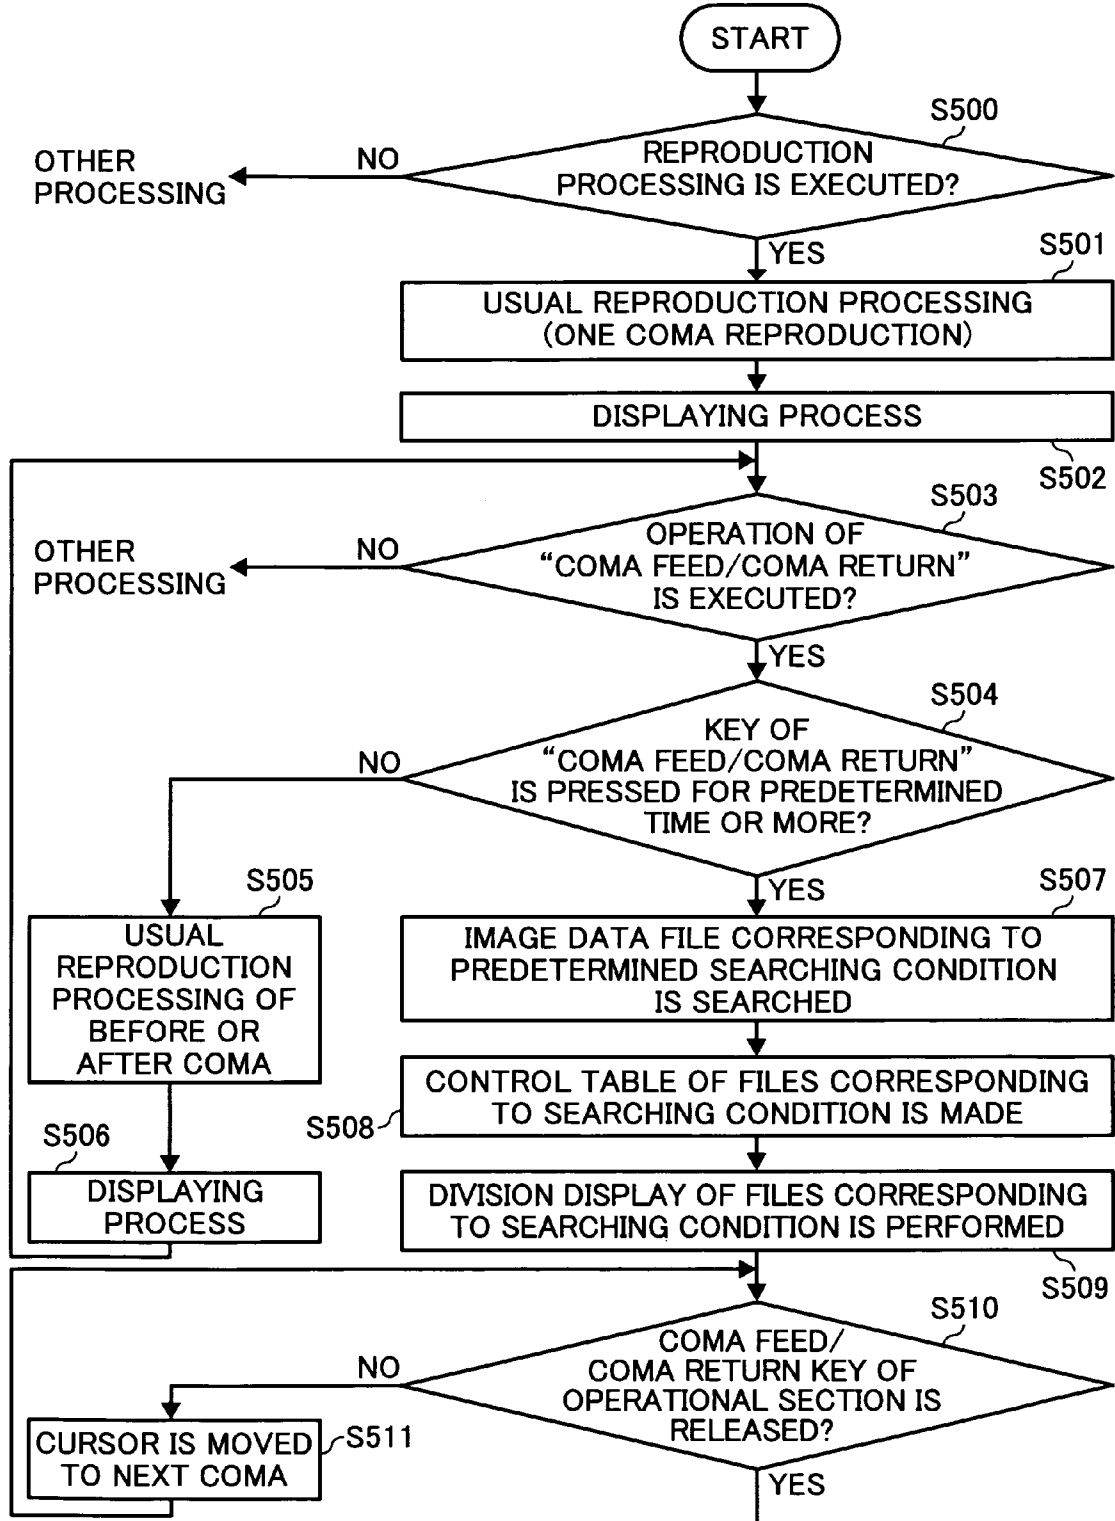 START
S500
REPRODUCTION
PROCESSING IS EXECUTED?
NO
OTHER
PROCESSING
YES
S501
USUAL REPRODUCTION PROCESSING
(ONE COMA REPRODUCTION)
DISPLAYING PROCESS
S502
S503
OPERATION OF
“COMA FEED/COMA RETURN”
IS EXECUTED?
NO
OTHER
PROCESSING
YES
S504
KEY OF
“COMA FEED/COMA RETURN”
IS PRESSED FOR PREDETERMINED
TIME OR MORE?
NO
YES
S505
USUAL
REPRODUCTION
PROCESSING OF
BEFORE OR
AFTER COMA
S506
DISPLAYING
PROCESS
S507
IMAGE DATA FILE CORRESPONDING TO
PREDETERMINED SEARCHING CONDITION
IS SEARCHED
CONTROL TABLE OF FILES CORRESPONDING
TO SEARCHING CONDITION IS MADE
S508
DIVISION DISPLAY OF FILES CORRESPONDING
TO SEARCHING CONDITION IS PERFORMED
S509
S510
COMA FEED/
COMA RETURN KEY OF
OPERATIONAL SECTION IS
RELEASED?
NO
CURSOR IS MOVED
TO NEXT COMA
S511
YES